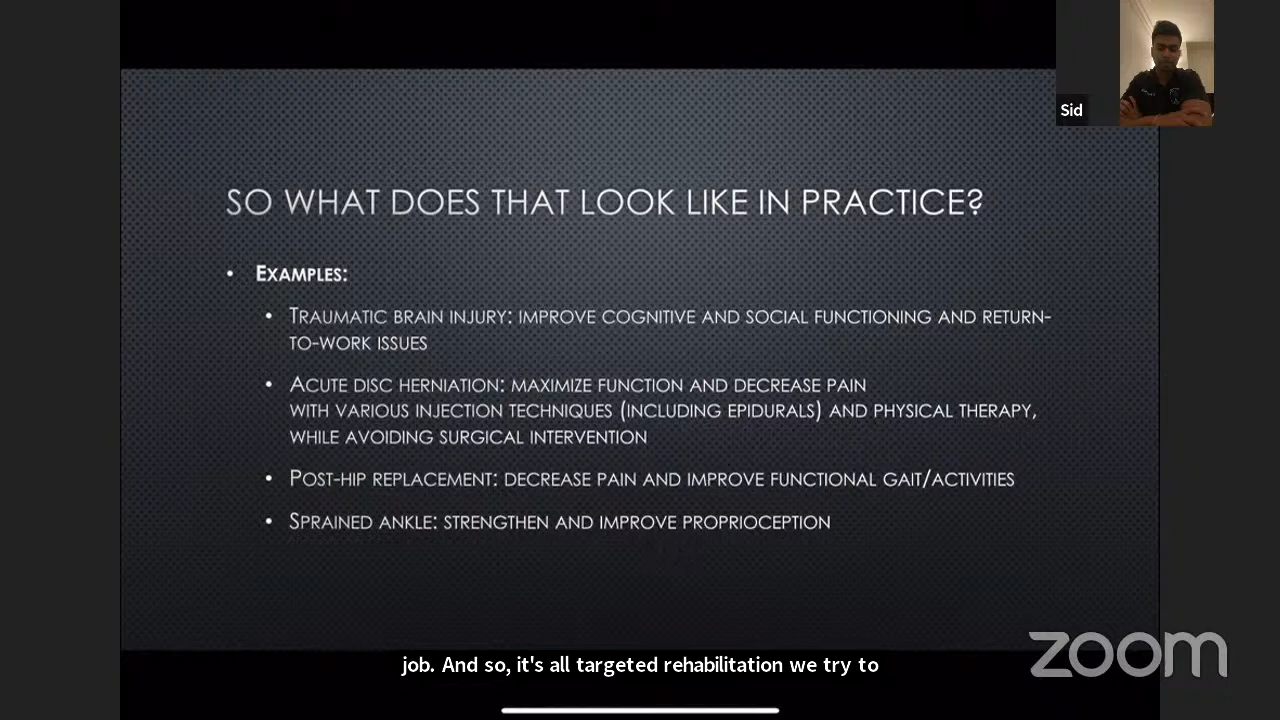 Sid
SO WHAT DOES THAT LOOK LIKE IN PRACTICE?
• EXAMPLES:
• TRAUMATIC BRAIN INJURY: IMPROVE COGNITIVE AND SOCIAL FUNCTIONING AND RETURN-
TO-WORK ISSUES
• ACUTE DISC HERNIATION: MAXIMIZE FUNCTION AND DECREASE PAIN
WITH VARIOUS INJECTION TECHNIQUES (INCLUDING EPIDURALS) AND PHYSICAL THERAPY,
WHILE AVOIDING SURGICAL INTERVENTION
• POST-HIP REPLACEMENT: DECREASE PAIN AND IMPROVE FUNCTIONAL GAIT/ACTIVITIES
• SPRAINED ANKLE: STRENGTHEN AND IMPROVE PROPRIOCEPTION
job. And so, it's all targeted rehabilitation we try to
zoom